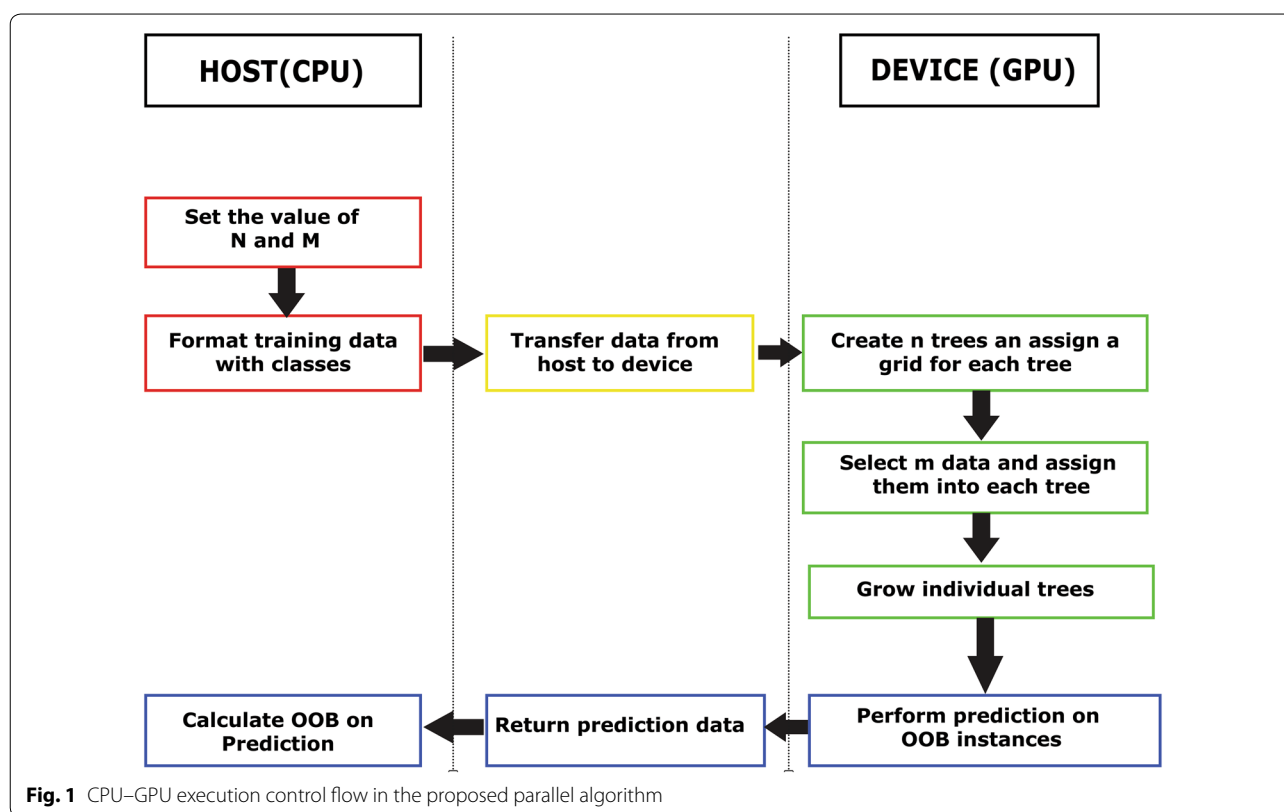 HOST(CPU)
DEVICE (GPU)
Set the value of
N and M
Format training data
with classes
Transfer data from
host to device
Create n trees an assign a
grid for each tree
Select m data and assign
them into each tree
Grow individual trees
Calculate OOB on
Prediction
Return prediction data
Perform prediction on
OOB instances
Fig. 1 CPU–GPU execution control flow in the proposed parallel algorithm